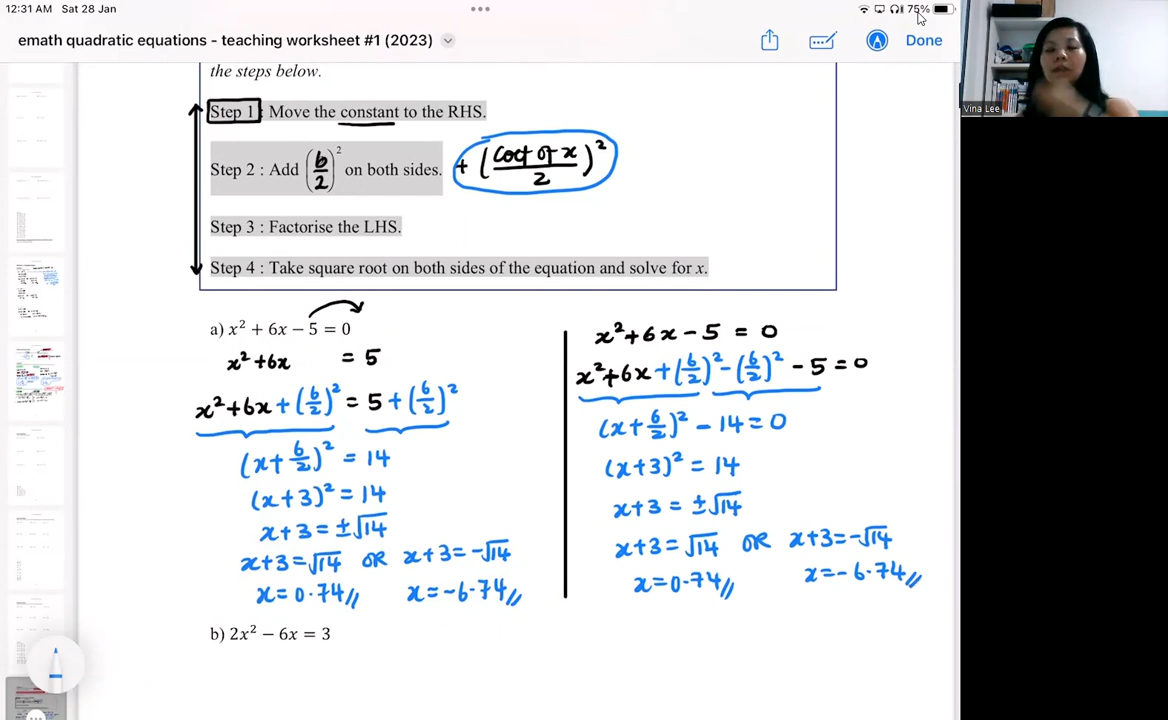 12:31 AM Sat 28 Jan
75%
emath quadratic equations - teaching worksheet #1 (2023)
Done
Vina Lee
the steps below.
Step 1 : Move the constant to the RHS.
Step 2 : Add (b/2)² on both sides. + (coef of x/2)²
Step 3 : Factorise the LHS.
Step 4 : Take square root on both sides of the equation and solve for x.
a) x² + 6x − 5 = 0
x²+6x = 5
x²+6x+(6/2)² = 5+(6/2)²
(x+6/2)² = 14
(x+3)² = 14
x+3 = ±√14
x+3=√14 OR x+3=−√14
x=0.74// x=−6.74//
x²+6x−5 = 0
x²+6x+(6/2)²−(6/2)²−5=0
(x+6/2)²−14=0
(x+3)² = 14
x+3 = ±√14
x+3=√14 OR x+3=−√14
x=0.74// x=−6.74//
b) 2x² − 6x = 3